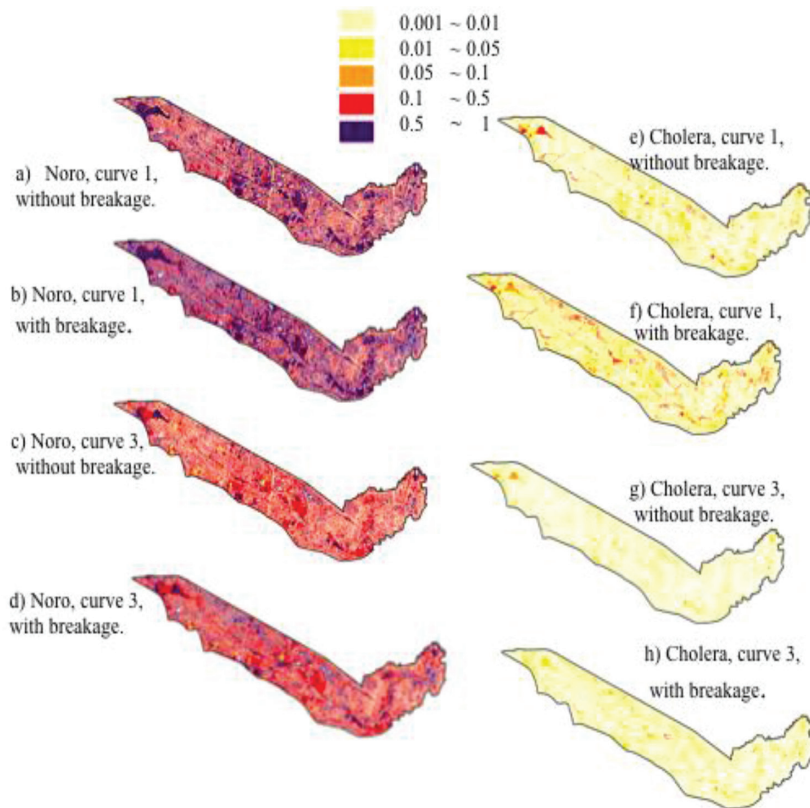 0.001 ~ 0.01
0.01 ~ 0.05
0.05 ~ 0.1
0.1 ~ 0.5
0.5 ~ 1
a) Noro, curve 1,
without breakage.
b) Noro, curve 1,
with breakage.
c) Noro, curve 3,
without breakage.
d) Noro, curve 3,
with breakage.
e) Cholera, curve 1,
without breakage.
f) Cholera, curve 1,
with breakage.
g) Cholera, curve 3,
without breakage.
h) Cholera, curve 3,
with breakage.